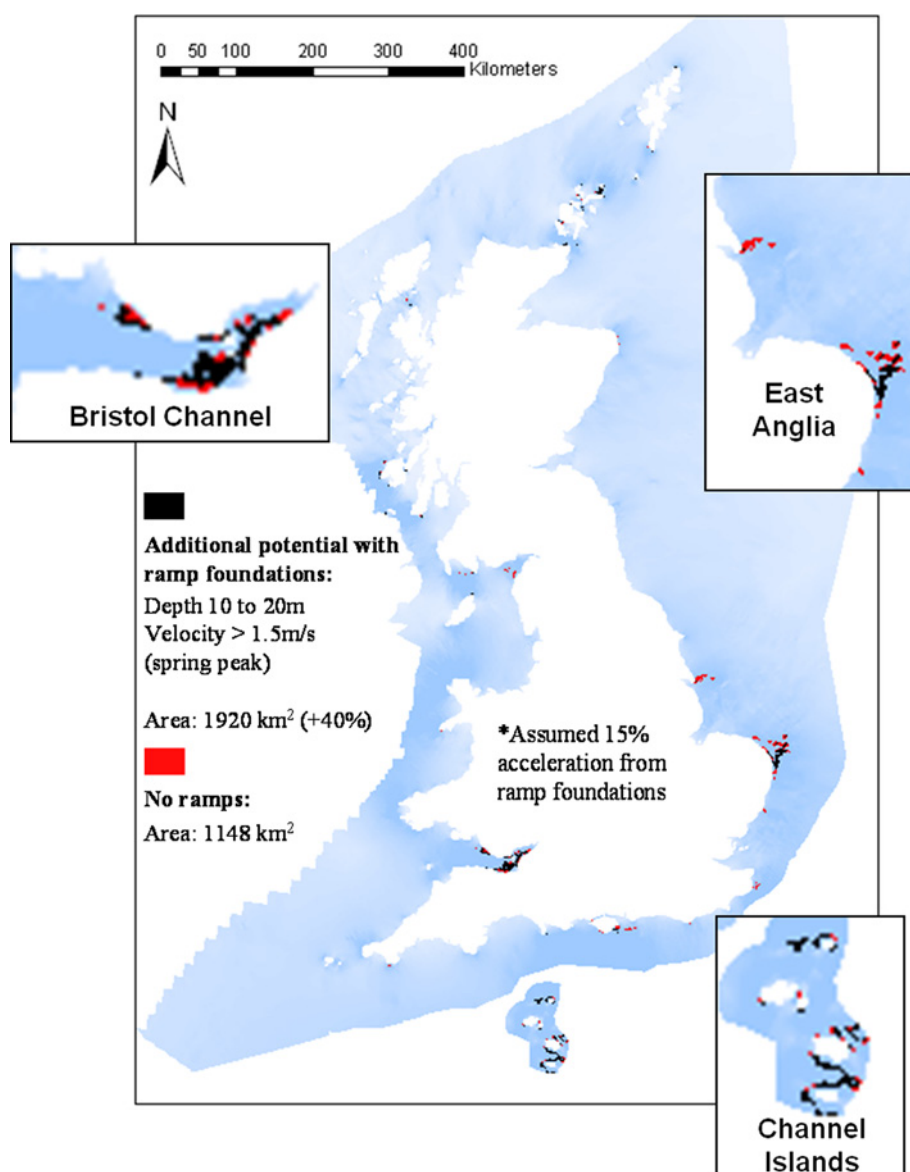 0 50 100 200 300 400
Kilometers
N
Bristol Channel
East
Anglia
Additional potential with
ramp foundations:
Depth 10 to 20m
Velocity > 1.5m/s
(spring peak)
Area: 1920 km² (+40%)
No ramps:
Area: 1148 km²
*Assumed 15%
acceleration from
ramp foundations
Channel
Islands